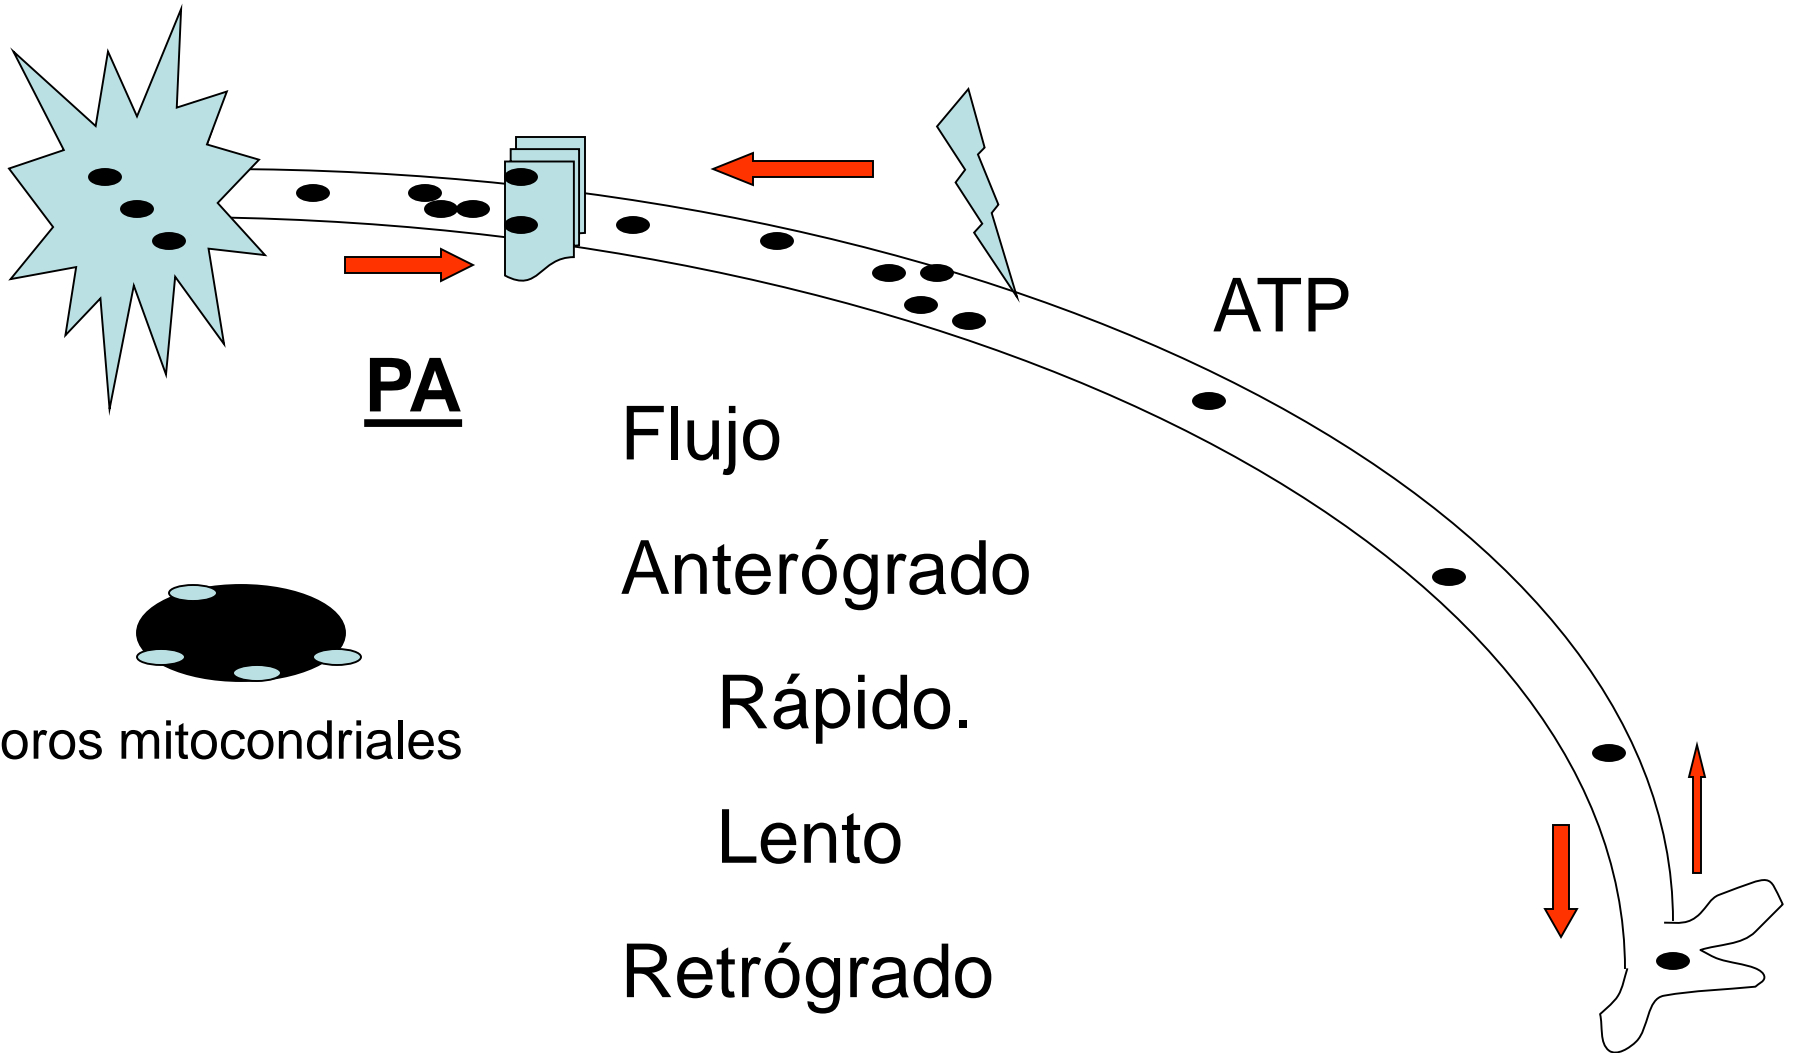 ATP
PA
Flujo
Anterógrado
Rápido.
Lento
Retrógrado
oros mitocondriales